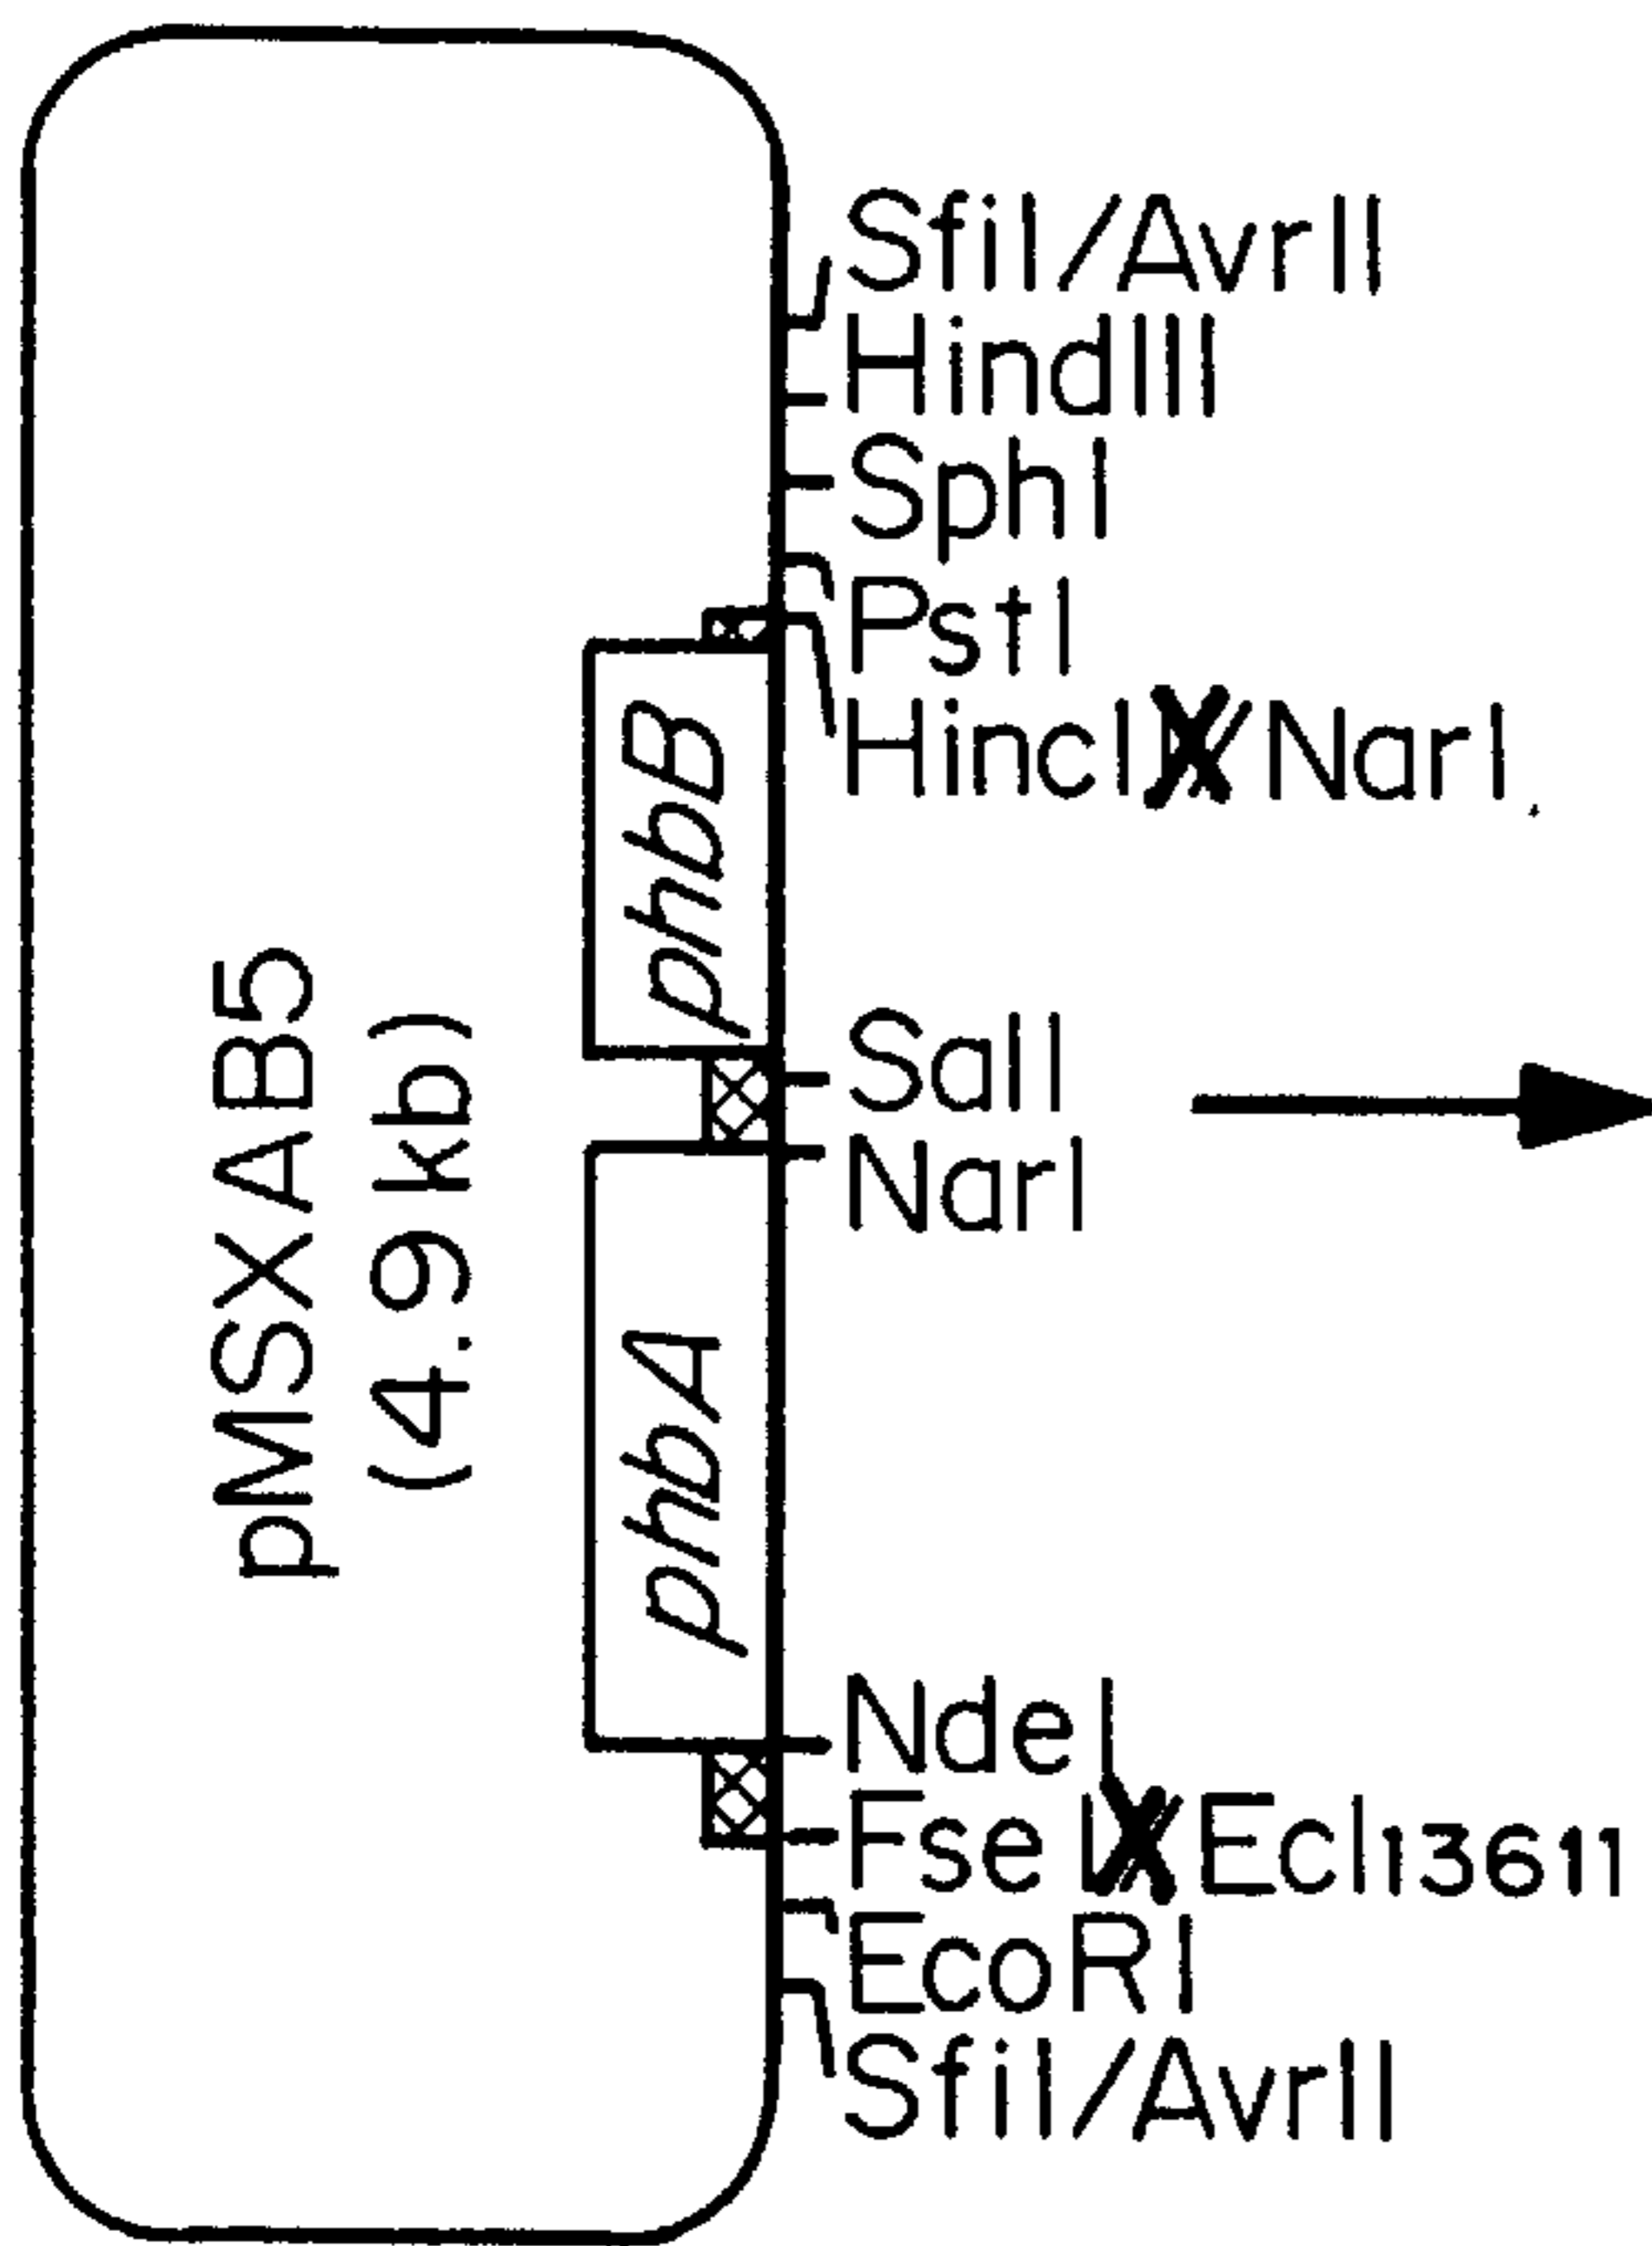 SfiI/AvrII
HindIII
SphI
PstI
HincII/NarI
phbB
SalI
NarI
pMSXAB5
(4.9 kb)
phbA
NdeI
FseI/Ecl136II
EcoRI
SfiI/AvrII